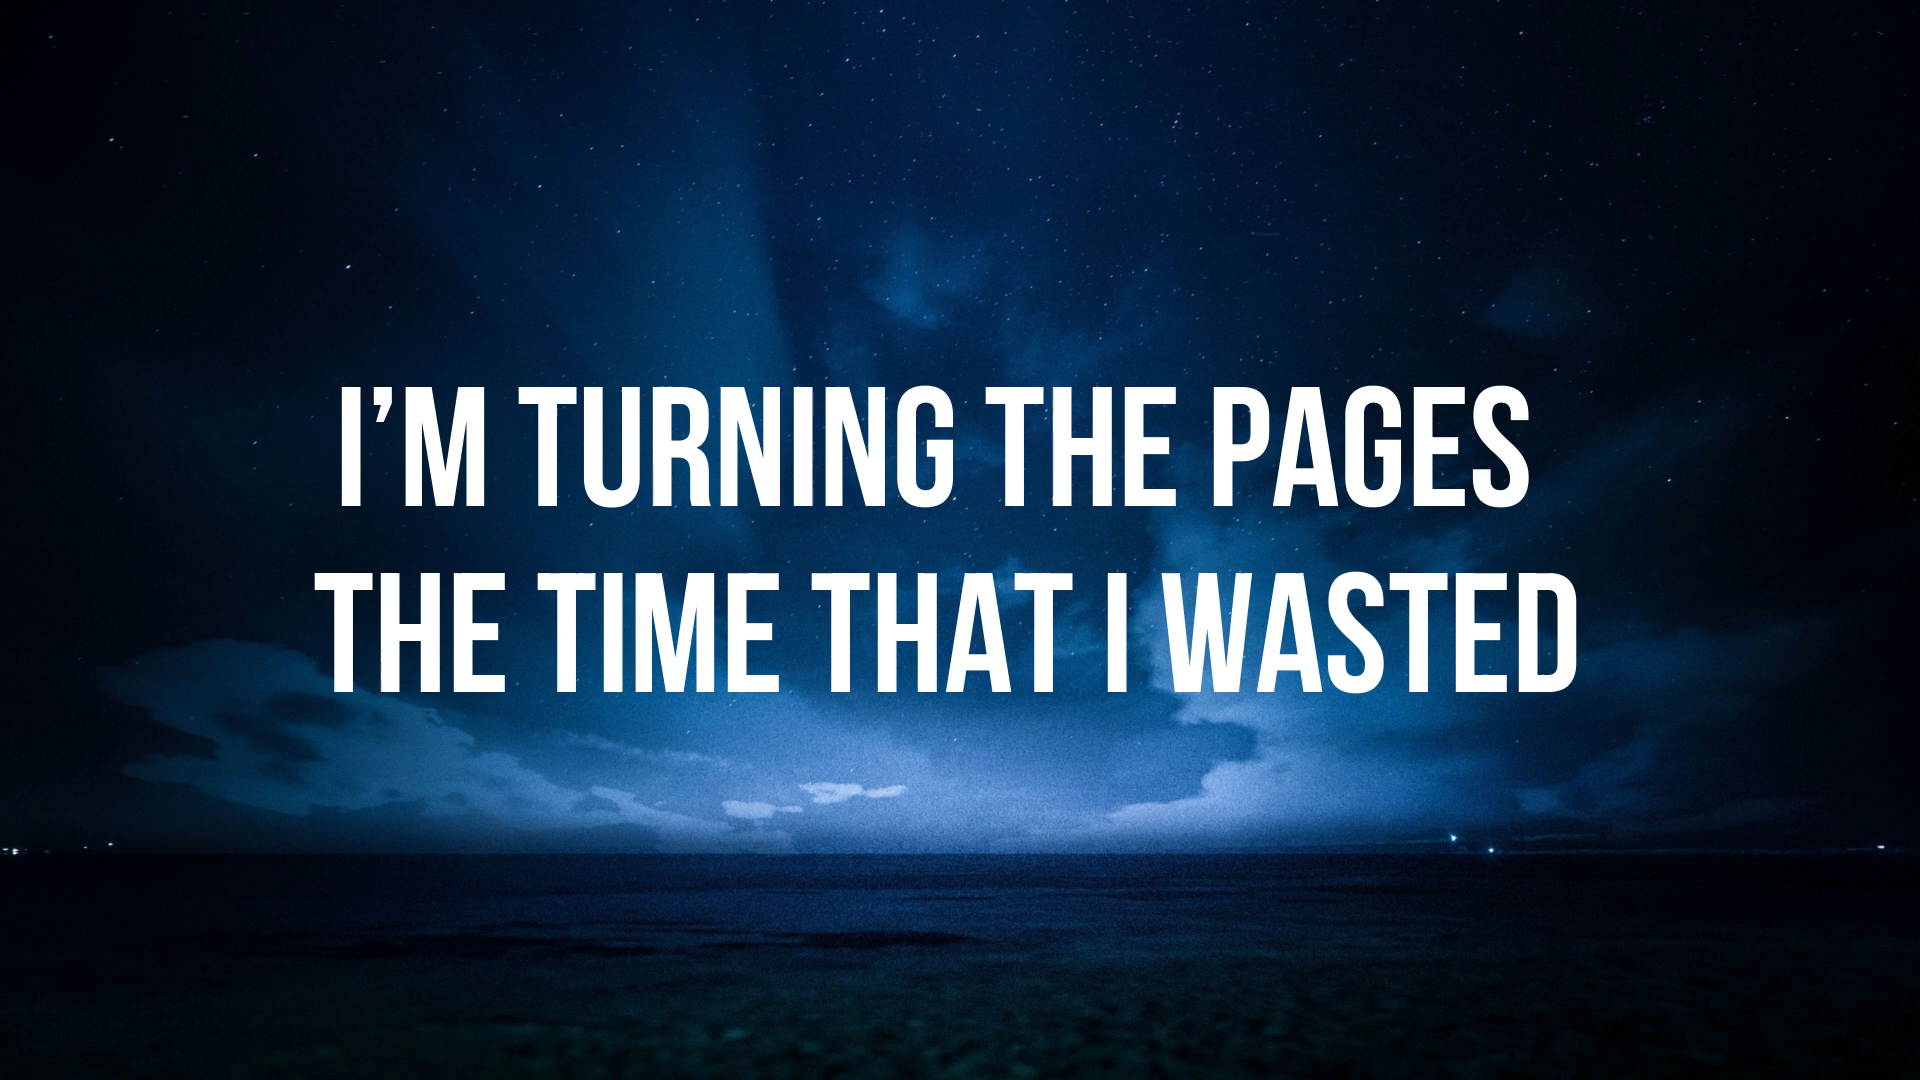 I'M TURNING THE PAGES
THE TIME THAT I WASTED